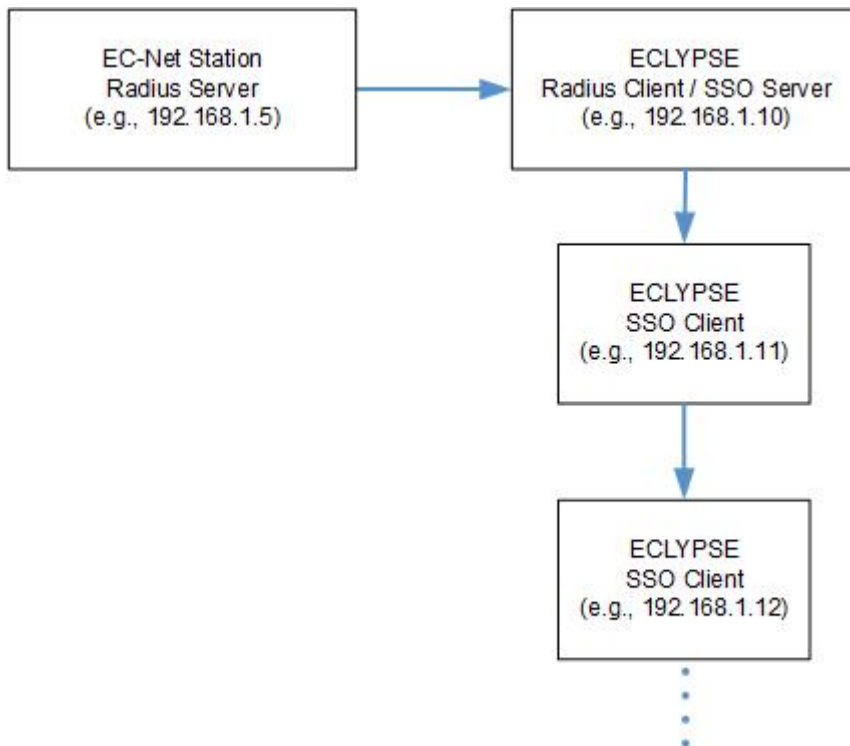 EC-Net Station
Radius Server
(e.g., 192.168.1.5)
ECLYPSE
Radius Client / SSO Server
(e.g., 192.168.1.10)
ECLYPSE
SSO Client
(e.g., 192.168.1.11)
ECLYPSE
SSO Client
(e.g., 192.168.1.12)